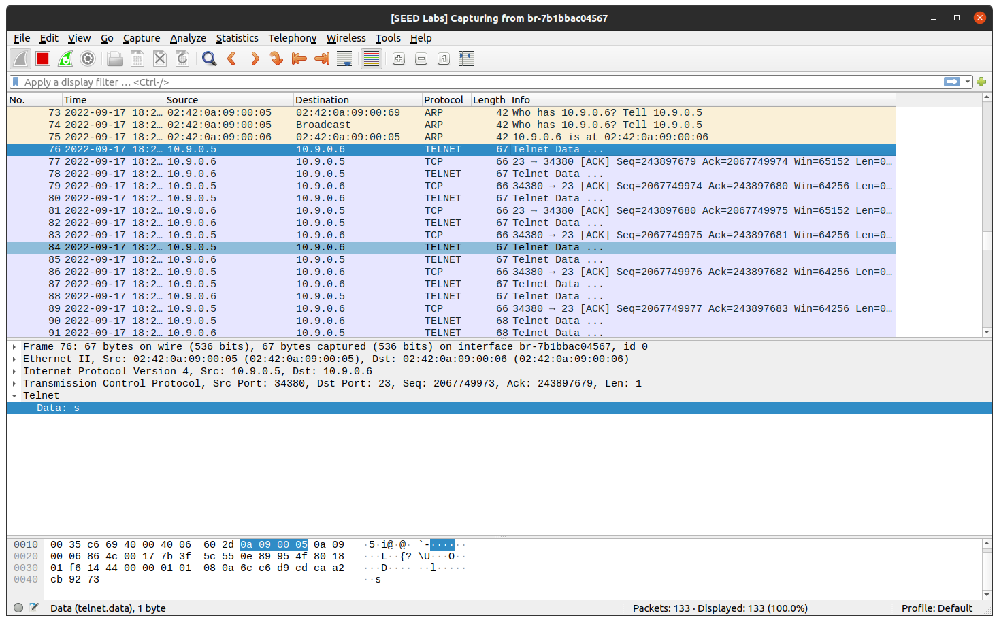 [SEED Labs] Capturing from br-7b1bbac04567
File Edit View Go Capture Analyze Statistics Telephony Wireless Tools Help
Apply a display filter … <Ctrl-/>
No. Time Source Destination Protocol Length Info
73 2022-09-17 18:2… 02:42:0a:09:00:05 02:42:0a:09:00:69 ARP 42 Who has 10.9.0.6? Tell 10.9.0.5
74 2022-09-17 18:2… 02:42:0a:09:00:05 Broadcast ARP 42 Who has 10.9.0.6? Tell 10.9.0.5
75 2022-09-17 18:2… 02:42:0a:09:00:06 02:42:0a:09:00:05 ARP 42 10.9.0.6 is at 02:42:0a:09:00:06
76 2022-09-17 18:2… 10.9.0.5 10.9.0.6 TELNET 67 Telnet Data ...
77 2022-09-17 18:2… 10.9.0.6 10.9.0.5 TCP 66 23 → 34380 [ACK] Seq=243897679 Ack=2067749974 Win=65152 Len=0…
78 2022-09-17 18:2… 10.9.0.6 10.9.0.5 TELNET 67 Telnet Data ...
79 2022-09-17 18:2… 10.9.0.5 10.9.0.6 TCP 66 34380 → 23 [ACK] Seq=2067749974 Ack=243897680 Win=64256 Len=0…
80 2022-09-17 18:2… 10.9.0.5 10.9.0.6 TELNET 67 Telnet Data ...
81 2022-09-17 18:2… 10.9.0.6 10.9.0.5 TCP 66 23 → 34380 [ACK] Seq=243897680 Ack=2067749975 Win=65152 Len=0…
82 2022-09-17 18:2… 10.9.0.6 10.9.0.5 TELNET 67 Telnet Data ...
83 2022-09-17 18:2… 10.9.0.5 10.9.0.6 TCP 66 34380 → 23 [ACK] Seq=2067749975 Ack=243897681 Win=64256 Len=0…
84 2022-09-17 18:2… 10.9.0.5 10.9.0.6 TELNET 67 Telnet Data ...
85 2022-09-17 18:2… 10.9.0.6 10.9.0.5 TELNET 67 Telnet Data ...
86 2022-09-17 18:2… 10.9.0.5 10.9.0.6 TCP 66 34380 → 23 [ACK] Seq=2067749976 Ack=243897682 Win=64256 Len=0…
87 2022-09-17 18:2… 10.9.0.5 10.9.0.6 TELNET 67 Telnet Data ...
88 2022-09-17 18:2… 10.9.0.6 10.9.0.5 TELNET 67 Telnet Data ...
89 2022-09-17 18:2… 10.9.0.5 10.9.0.6 TCP 66 34380 → 23 [ACK] Seq=2067749977 Ack=243897683 Win=64256 Len=0…
90 2022-09-17 18:2… 10.9.0.5 10.9.0.6 TELNET 68 Telnet Data ...
91 2022-09-17 18:2… 10.9.0.6 10.9.0.5 TELNET 68 Telnet Data ...
Frame 76: 67 bytes on wire (536 bits), 67 bytes captured (536 bits) on interface br-7b1bbac04567, id 0
Ethernet II, Src: 02:42:0a:09:00:05 (02:42:0a:09:00:05), Dst: 02:42:0a:09:00:06 (02:42:0a:09:00:06)
Internet Protocol Version 4, Src: 10.9.0.5, Dst: 10.9.0.6
Transmission Control Protocol, Src Port: 34380, Dst Port: 23, Seq: 2067749973, Ack: 243897679, Len: 1
Telnet
Data: s
0010 00 35 c6 69 40 00 40 06 60 2d 0a 09 00 05 0a 09 ·5·i@·@· `-······
0020 00 06 86 4c 00 17 7b 3f 5c 55 0e 89 95 4f 80 18 ···L··{? \U···O··
0030 01 f6 14 44 00 00 01 01 08 0a 6c c6 d9 cd ca a2 ···D···· ··l·····
0040 cb 92 73 ··s
Data (telnet.data), 1 byte Packets: 133 · Displayed: 133 (100.0%) Profile: Default